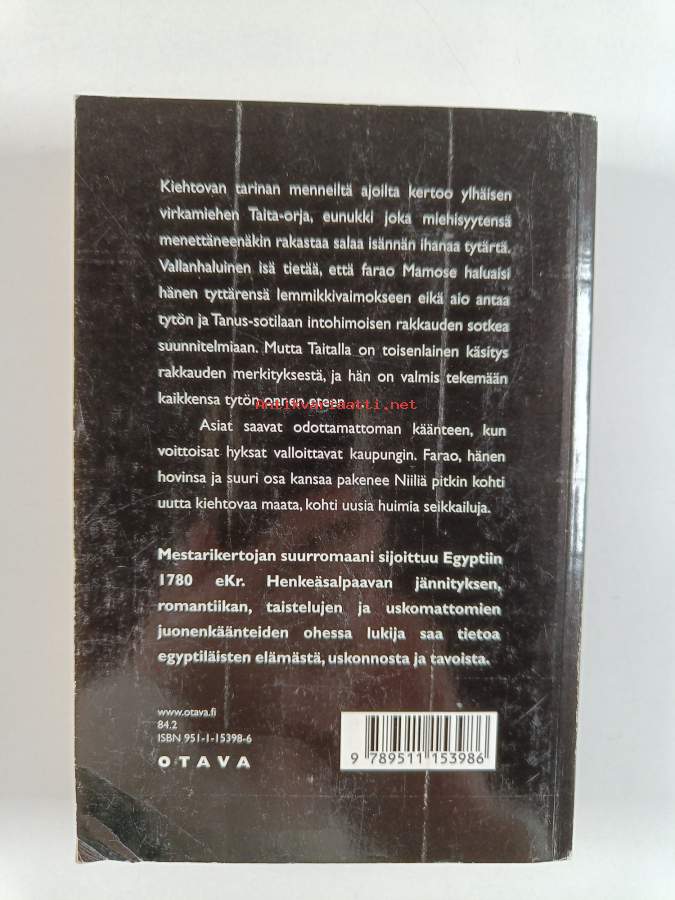 Kiehtovan tarinan menneiltä ajoilta kertoo ylhäisen
virkamiehen Taita-orja, eunukki joka miehisyytensä
menettäneenäkin rakastaa salaa isännän ihanaa tytärtä.
Vallanhaluinen isä tietää, että farao Mamose haluaisi
hänen tyttärensä lemmikkivaimokseen eikä aio antaa
tytön ja Tanus-sotilaan intohimoisen rakkauden sotkea
suunnitelmiaan. Mutta Taitalla on toisenlainen käsitys
rakkauden merkityksestä, ja hän on valmis tekemään
kaikkensa tytön onnen eteen.
Antikvariaatti.net
Asiat saavat odottamattoman käänteen, kun
voittoisat hyksat valloittavat kaupungin. Farao, hänen
hovinsa ja suuri osa kansaa pakenee Niiliä pitkin kohti
uutta kiehtovaa maata, kohti uusia huimia seikkailuja.
Mestarikertojan suurromaani sijoittuu Egyptiin
1780 eKr. Henkeäsalpaavan jännityksen,
romantiikan, taistelujen ja uskomattomien
juonenkäänteiden ohessa lukija saa tietoa
egyptiläisten elämästä, uskonnosta ja tavoista.
www.otava.fi
84.2
ISBN 951-1-15398-6
OTAVA
9 789511 153986